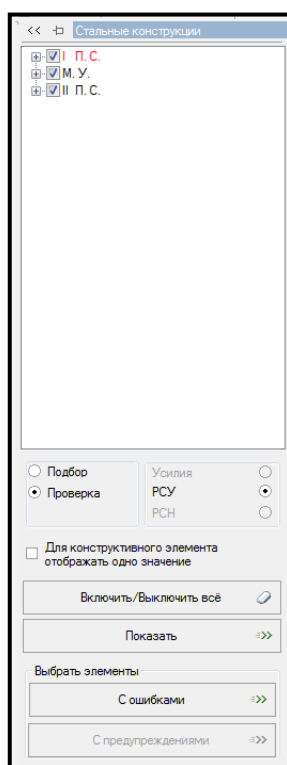 << Стальные конструкции
I П. С.
М. У.
II П. С.
Подбор
Проверка
Усилия
РСУ
РСН
Для конструктивного элемента
отображать одно значение
Включить/Выключить всё
Показать
Выбрать элементы
С ошибками
С предупреждениями